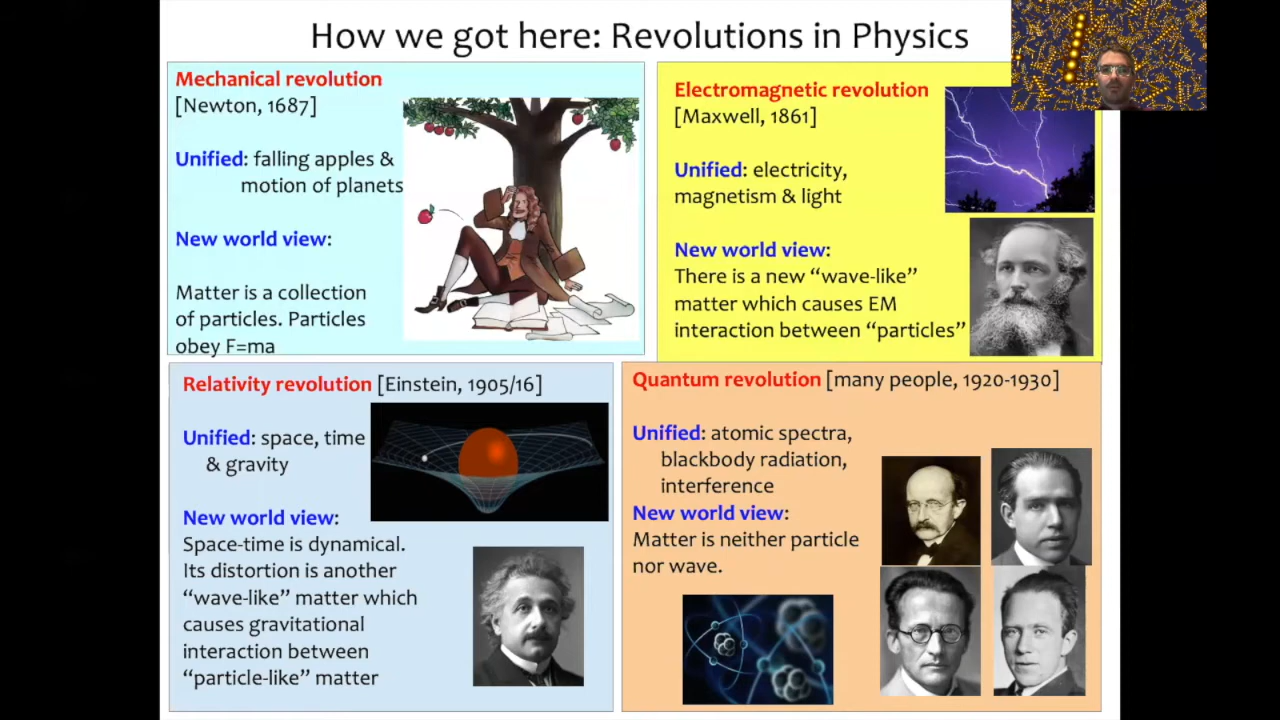 How we got here: Revolutions in Physics
Mechanical revolution
[Newton, 1687]
Unified: falling apples &
motion of planets
New world view:
Matter is a collection
of particles. Particles
obey F=ma
Electromagnetic revolution
[Maxwell, 1861]
Unified: electricity,
magnetism & light
New world view:
There is a new “wave-like”
matter which causes EM
interaction between “particles”
Relativity revolution [Einstein, 1905/16]
Unified: space, time
& gravity
New world view:
Space-time is dynamical.
Its distortion is another
“wave-like” matter which
causes gravitational
interaction between
“particle-like” matter
Quantum revolution [many people, 1920-1930]
Unified: atomic spectra,
blackbody radiation,
interference
New world view:
Matter is neither particle
nor wave.